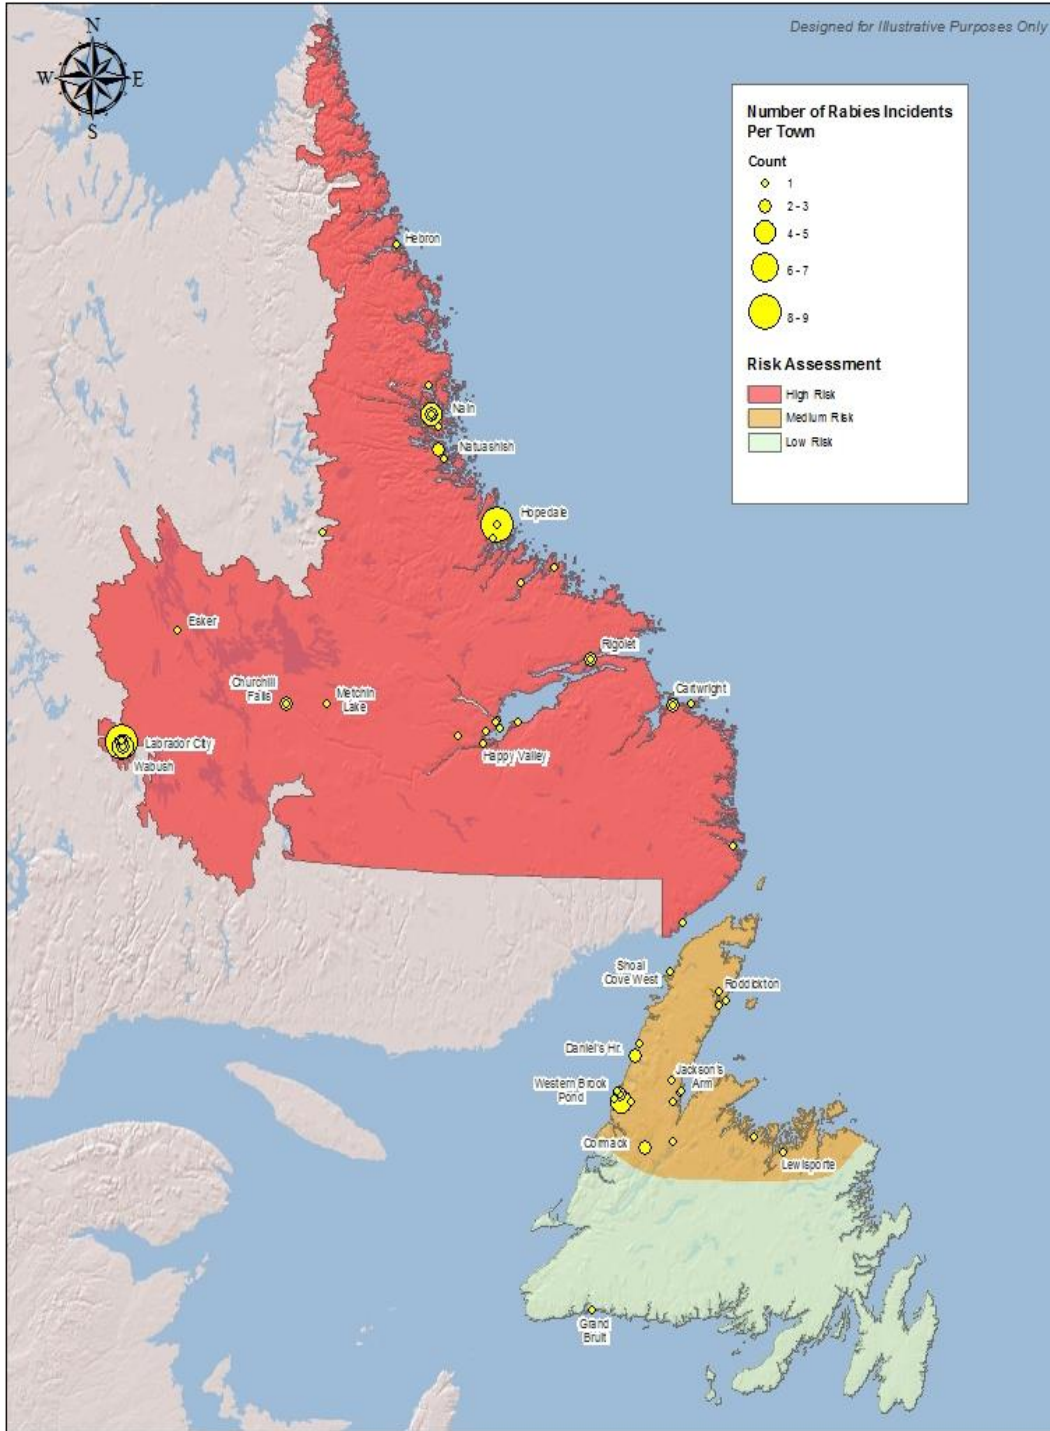 Designed for Illustrative Purposes Only
N
W
E
S
Number of Rabies Incidents
Per Town
Count
1
2 - 3
4 - 5
6 - 7
8 - 9
Risk Assessment
High Risk
Medium Risk
Low Risk
Hebron
Nain
Natuashish
Hopedale
Esker
Rigolet
Churchill
Falls
Metchin
Lake
Cartwright
Labrador City
Wabush
Happy Valley
Shoal
Cove West
Roddickton
Daniel's Hr.
Jackson's
Arm
Western Brook
Pond
Cormack
Lewisporte
Grand
Bruit